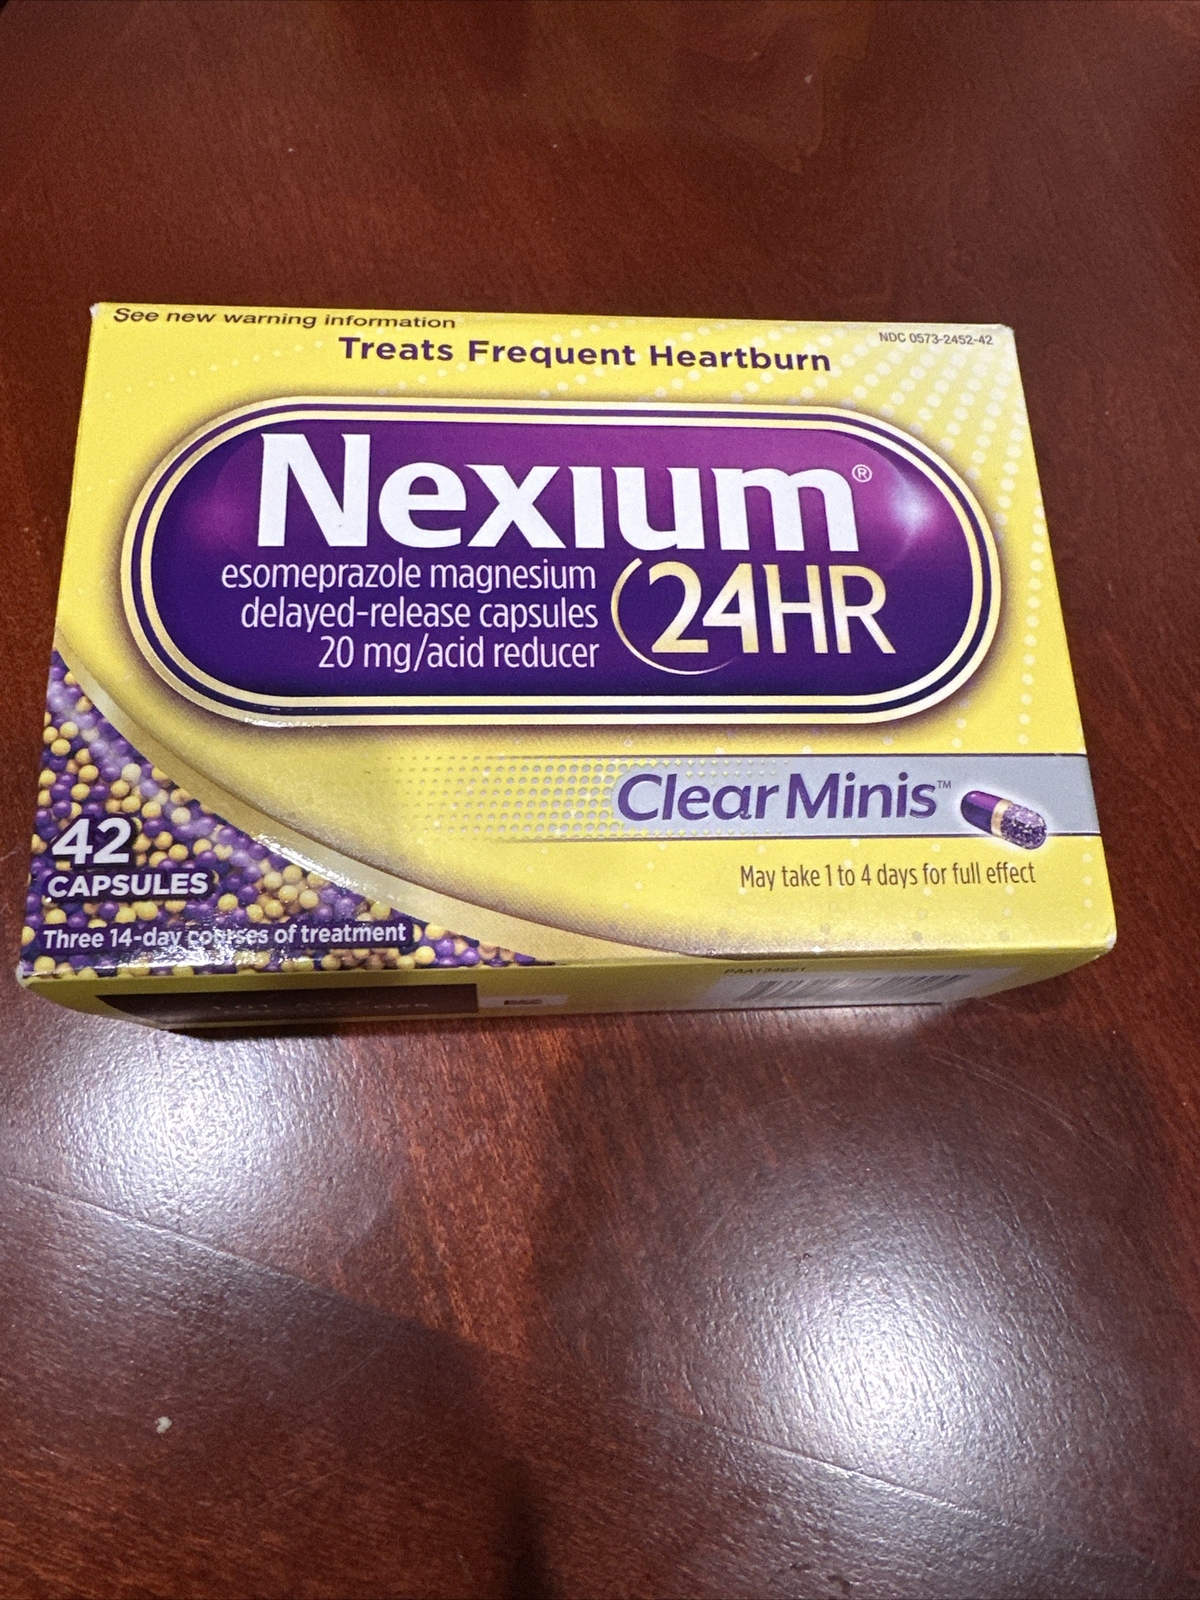 See new warning information
NDC 0573-2452-42
Treats Frequent Heartburn
Nexium®
esomeprazole magnesium
delayed-release capsules
20 mg/acid reducer
24HR
Clear Minis™
May take 1 to 4 days for full effect
42
CAPSULES
Three 14-day courses of treatment
PAA134621
LOT